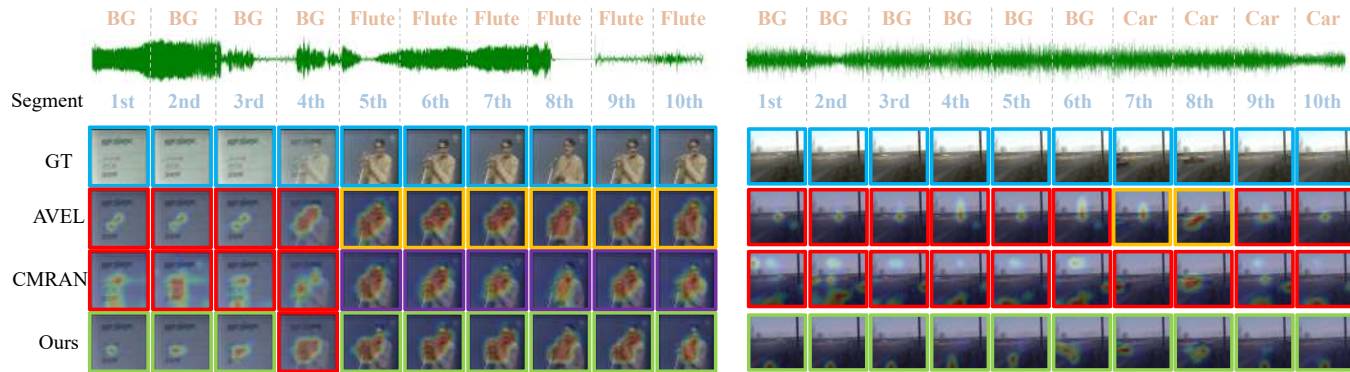 BG BG BG BG Flute Flute Flute Flute Flute Flute BG BG BG BG BG BG Car Car Car Car
Segment 1st 2nd 3rd 4th 5th 6th 7th 8th 9th 10th 1st 2nd 3rd 4th 5th 6th 7th 8th 9th 10th
GT
AVEL
CMRAN
Ours